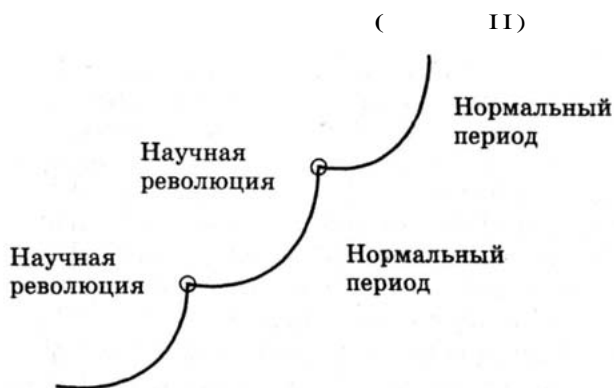 ( II)
Нормальный
период
Научная
революция
Научная
революция
Нормальный
период